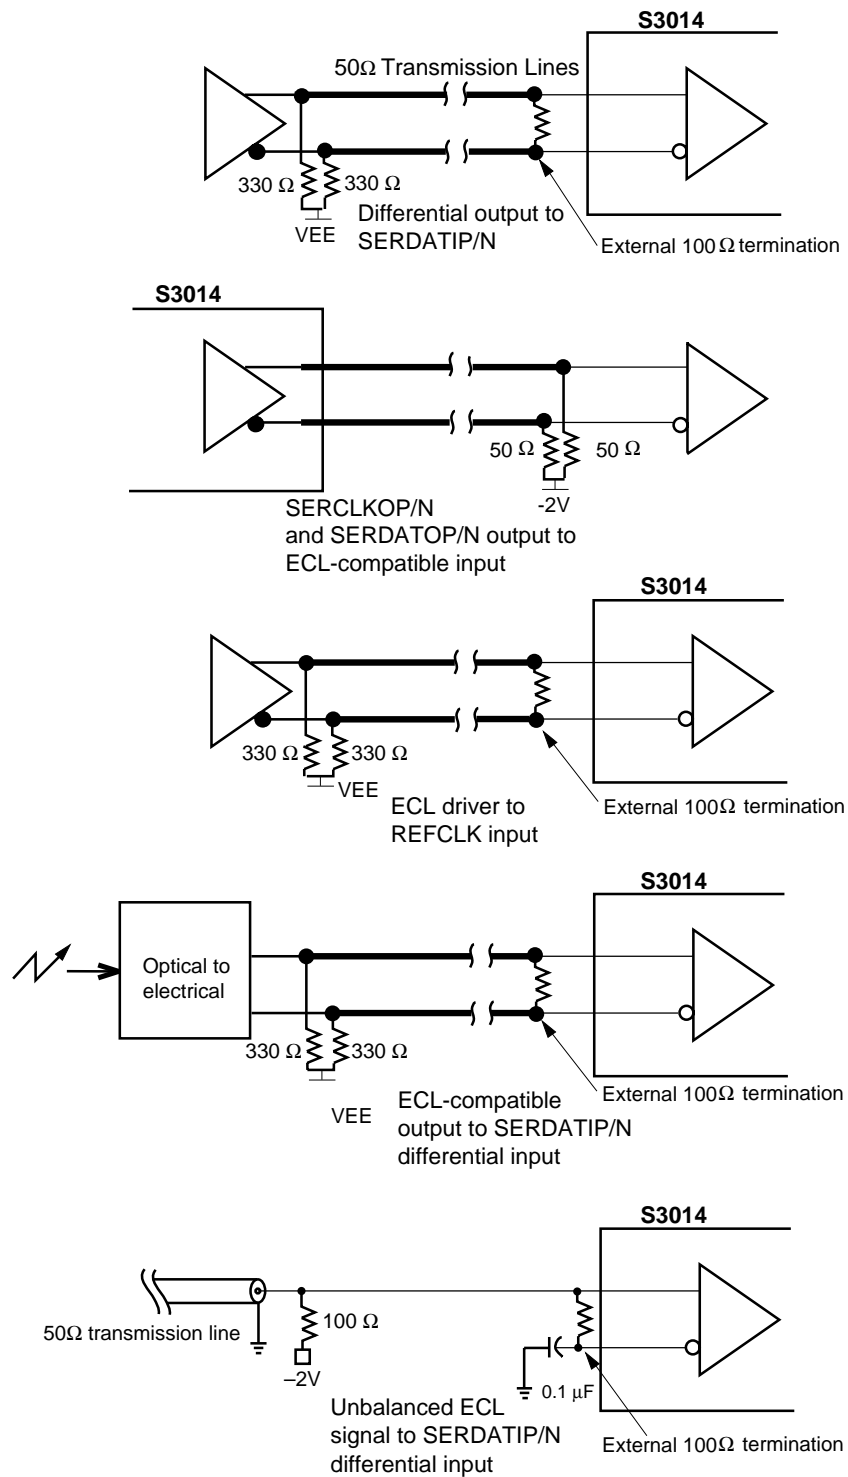 S3014
50Ω Transmission Lines
330 Ω
330 Ω
VEE
Differential output to
SERDATIP/N
External 100Ω termination
S3014
50 Ω
50 Ω
-2V
SERCLKOP/N
and SERDATOP/N output to
ECL-compatible input
S3014
330 Ω
330 Ω
VEE
ECL driver to
REFCLK input
External 100Ω termination
S3014
Optical to
electrical
330 Ω
330 Ω
VEE
ECL-compatible
output to SERDATIP/N
differential input
External 100Ω termination
S3014
50Ω transmission line
100 Ω
–2V
0.1 μF
Unbalanced ECL
signal to SERDATIP/N
differential input
External 100Ω termination